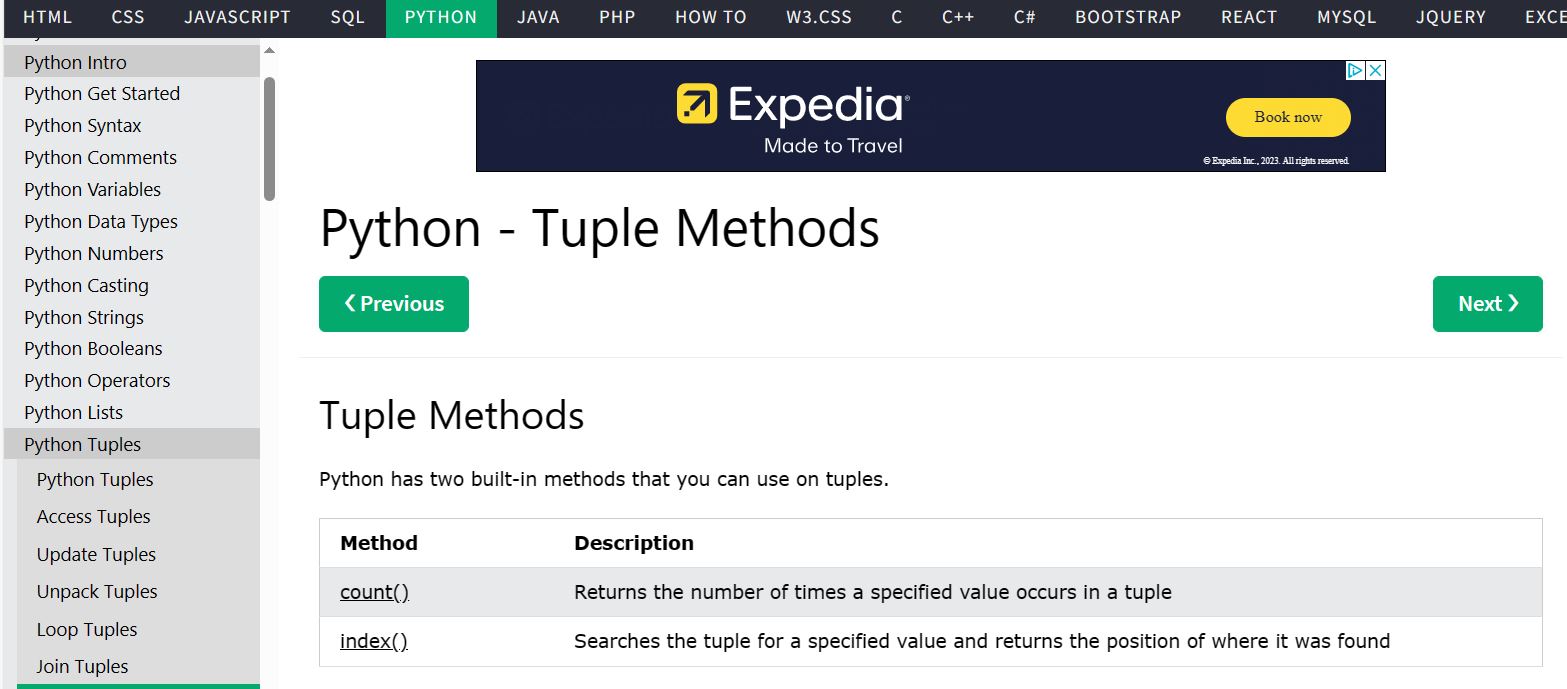 HTML CSS JAVASCRIPT SQL PYTHON JAVA PHP HOW TO W3.CSS C C++ C# BOOTSTRAP REACT MYSQL JQUERY EXCE
Python Intro
Python Get Started
Python Syntax
Python Comments
Python Variables
Python Data Types
Python Numbers
Python Casting
Python Strings
Python Booleans
Python Operators
Python Lists
Python Tuples
Python Tuples
Access Tuples
Update Tuples
Unpack Tuples
Loop Tuples
Join Tuples
Expedia®
Made to Travel
Book now
© Expedia Inc., 2023. All rights reserved.
Python - Tuple Methods
❮ Previous
Next ❯
Tuple Methods
Python has two built-in methods that you can use on tuples.
Method Description
count() Returns the number of times a specified value occurs in a tuple
index() Searches the tuple for a specified value and returns the position of where it was found